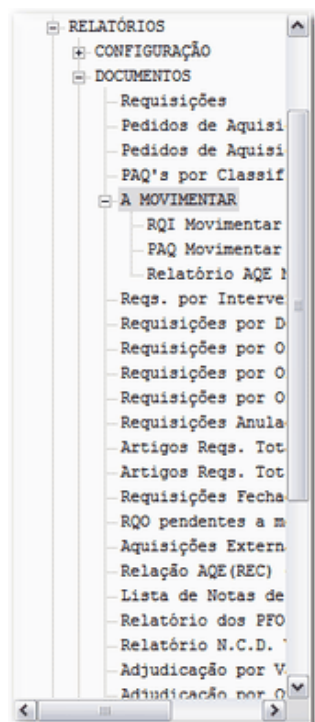 RELATÓRIOS
CONFIGURAÇÃO
DOCUMENTOS
Requisições
Pedidos de Aquisi
Pedidos de Aquisi
PAQ's por Classif
A MOVIMENTAR
RQI Movimentar
PAQ Movimentar
Relatório AQE M
Reqs. por Interve
Requisições por D
Requisições por O
Requisições por O
Requisições por O
Requisições Anula
Artigos Reqs. Tot
Artigos Reqs. Tot
Requisições Fecha
RQO pendentes a m
Aquisições Extern
Relação AQE(REC)
Lista de Notas de
Relatório dos PFO
Relatório N.C.D.
Adjudicação por V
Adjudicação por O